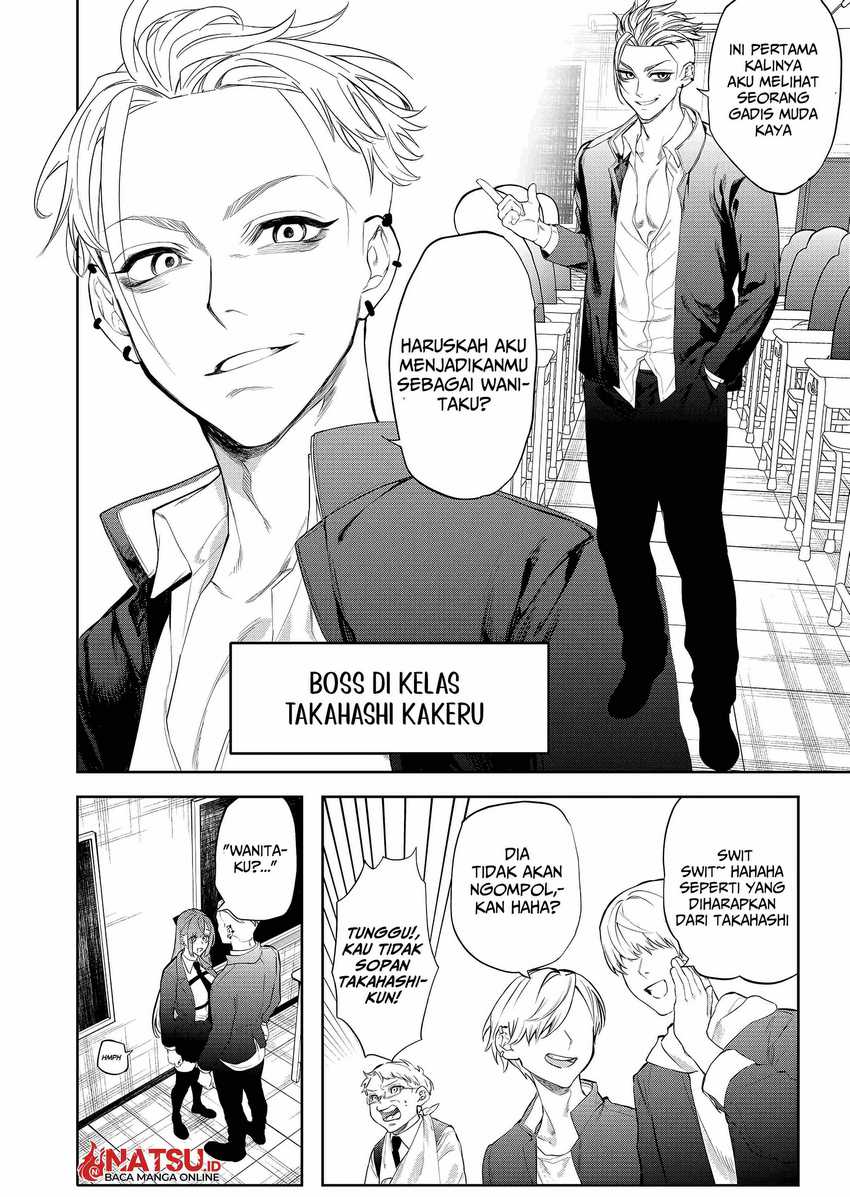 INI PERTAMA
KALINYA
AKU MELIHAT
SEORANG
GADIS MUDA
KAYA
HARUSKAH AKU
MENJADIKANMU
SEBAGAI WANI-
TAKU?
BOSS DI KELAS
TAKAHASHI KAKERU
SWIT
SWIT~ HAHAHA
SEPERTI YANG
DIHARAPKAN
DARI TAKAHASHI
DIA
TIDAK AKAN
NGOMPOL,-
KAN HAHA?
TUNGGU!,
KAU TIDAK
SOPAN
TAKAHASHI-
KUN!
"WANITA-
KU?..."
HMPH
NATSU.ID
BACA MANGA ONLINE